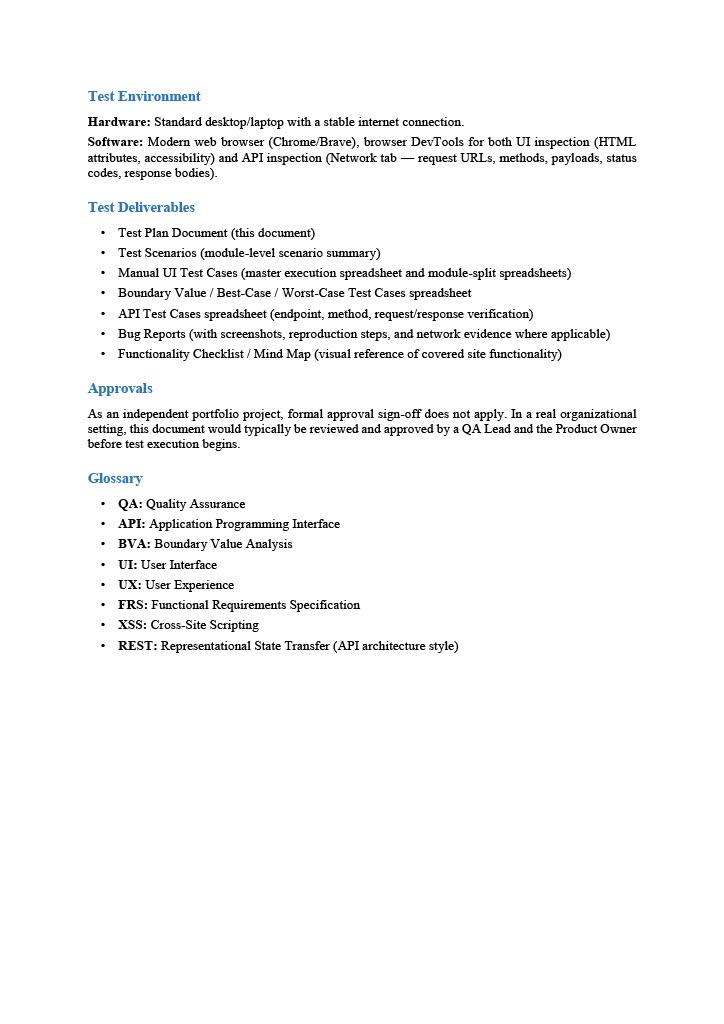 Test Environment
Hardware: Standard desktop/laptop with a stable internet connection.
Software: Modern web browser (Chrome/Brave), browser DevTools for both UI inspection (HTML
attributes, accessibility) and API inspection (Network tab — request URLs, methods, payloads, status
codes, response bodies).
Test Deliverables
• Test Plan Document (this document)
• Test Scenarios (module-level scenario summary)
• Manual UI Test Cases (master execution spreadsheet and module-split spreadsheets)
• Boundary Value / Best-Case / Worst-Case Test Cases spreadsheet
• API Test Cases spreadsheet (endpoint, method, request/response verification)
• Bug Reports (with screenshots, reproduction steps, and network evidence where applicable)
• Functionality Checklist / Mind Map (visual reference of covered site functionality)
Approvals
As an independent portfolio project, formal approval sign-off does not apply. In a real organizational
setting, this document would typically be reviewed and approved by a QA Lead and the Product Owner
before test execution begins.
Glossary
• QA: Quality Assurance
• API: Application Programming Interface
• BVA: Boundary Value Analysis
• UI: User Interface
• UX: User Experience
• FRS: Functional Requirements Specification
• XSS: Cross-Site Scripting
• REST: Representational State Transfer (API architecture style)